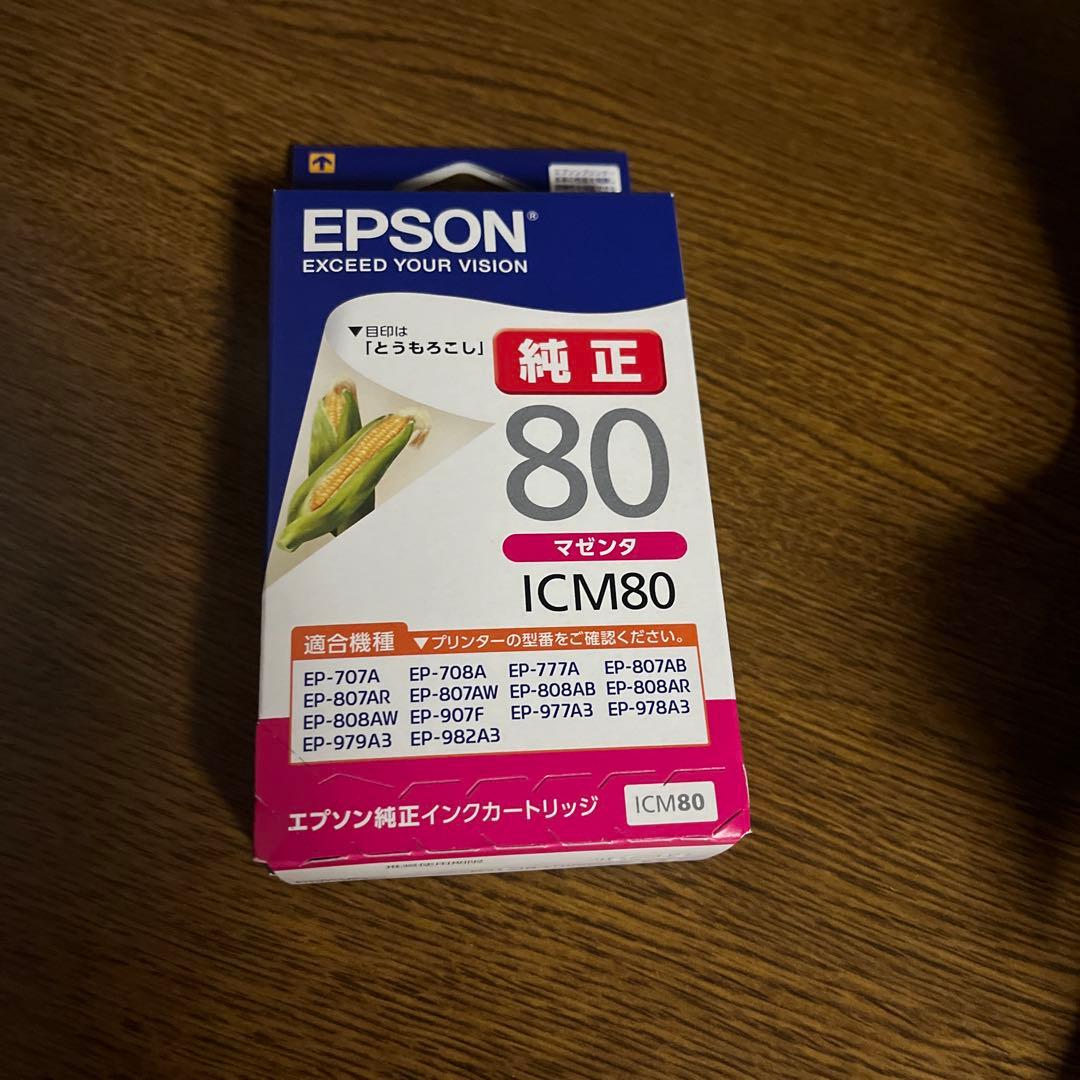 EPSON®
EXCEED YOUR VISION
▼目印は
「とうもろこし」
純正
80
マゼンタ
ICM80
適合機種 ▼プリンターの型番をご確認ください。
EP-707A EP-708A EP-777A EP-807AB
EP-807AR EP-807AW EP-808AB EP-808AR
EP-808AW EP-907F EP-977A3 EP-978A3
EP-979A3 EP-982A3
エプソン純正インクカートリッジ ICM80